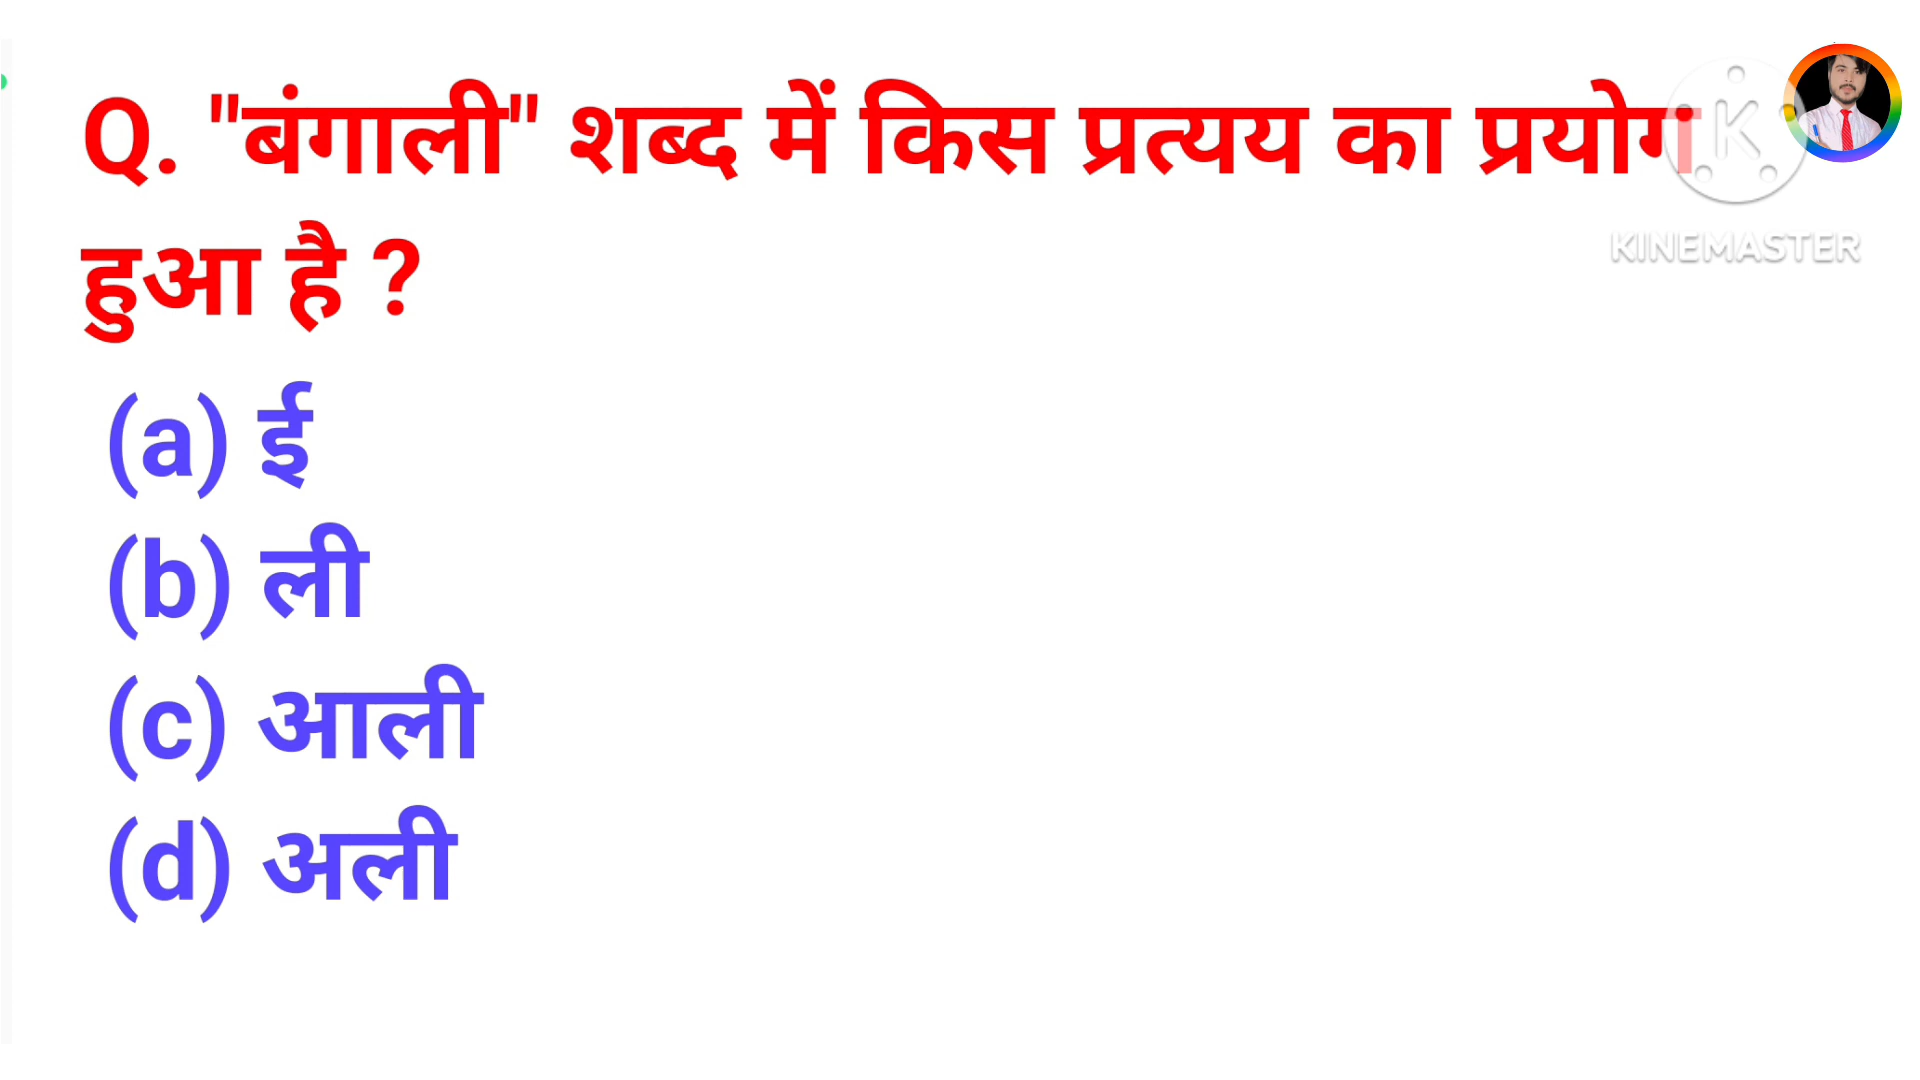 Q. "बंगाली" शब्द में किस प्रत्यय का प्रयोग
हुआ है ?
(a) ई
(b) ली
(c) आली
(d) अली
K
KINEMASTER